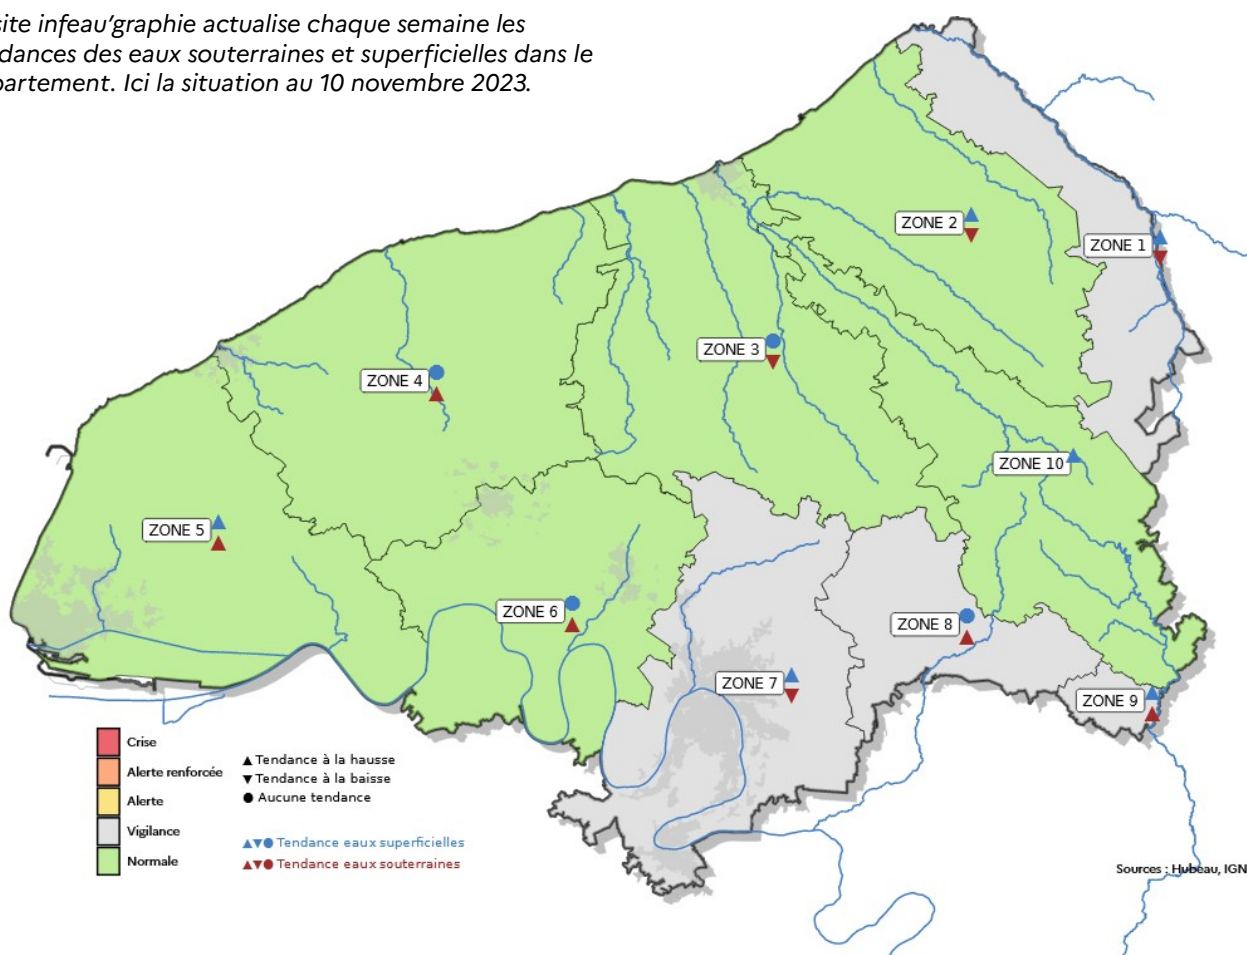 site infeau’graphie actualise chaque semaine les
dances des eaux souterraines et superficielles dans le
partement. Ici la situation au 10 novembre 2023.
ZONE 2
ZONE 1
ZONE 3
ZONE 4
ZONE 10
ZONE 5
ZONE 6
ZONE 8
ZONE 7
ZONE 9
Crise
Alerte renforcée
Alerte
Vigilance
Normale
Tendance à la hausse
Tendance à la baisse
Aucune tendance
Tendance eaux superficielles
Tendance eaux souterraines
Sources : Hubeau, IGN